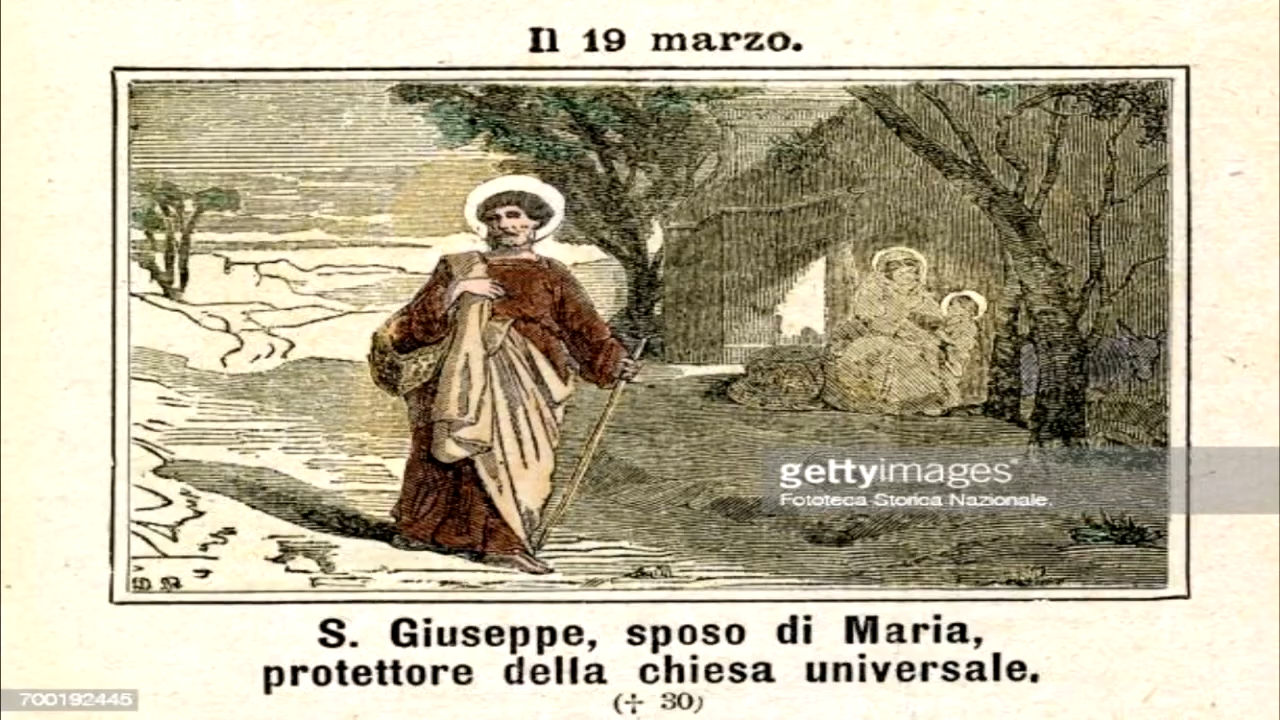 Il 19 marzo.
gettyimages®
Fototeca Storica Nazionale.
S. Giuseppe, sposo di Maria,
protettore della chiesa universale.
(† 30)
700192445